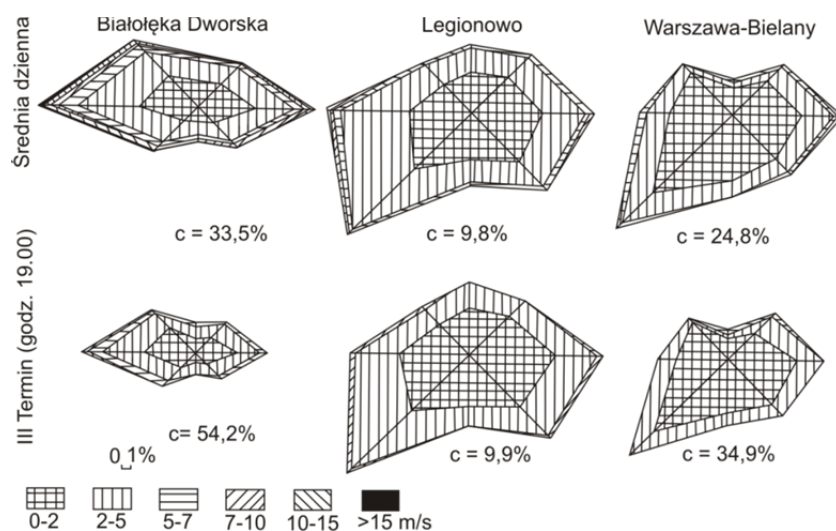 Białołęka Dworska
Legionowo
Warszawa-Bielany
Średnia dzienna
c = 33,5%
c = 9,8%
c = 24,8%
III Termin (godz. 19.00)
c= 54,2%
c = 9,9%
c = 34,9%
0 1%
0-2 2-5 5-7 7-10 10-15 >15 m/s